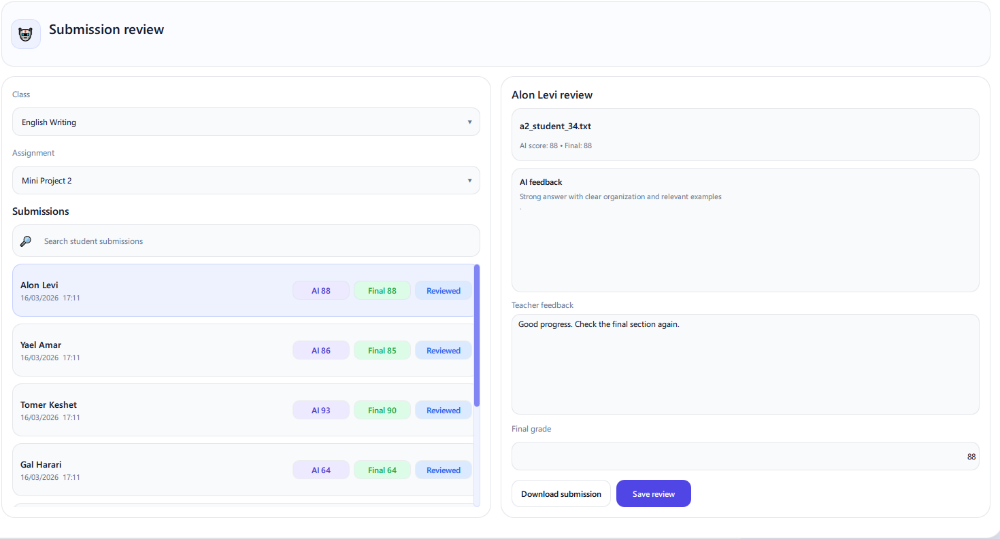 Submission review
Class
English Writing
Assignment
Mini Project 2
Submissions
Search student submissions
Alon Levi
16/03/2026 17:11
AI 88
Final 88
Reviewed
Yael Amar
16/03/2026 17:11
AI 86
Final 85
Reviewed
Tomer Keshet
16/03/2026 17:11
AI 93
Final 90
Reviewed
Gal Harari
16/03/2026 17:11
AI 64
Final 64
Reviewed
Alon Levi review
a2_student_34.txt
AI score: 88 • Final: 88
AI feedback
Strong answer with clear organization and relevant examples
.
Teacher feedback
Good progress. Check the final section again.
Final grade
88
Download submission
Save review